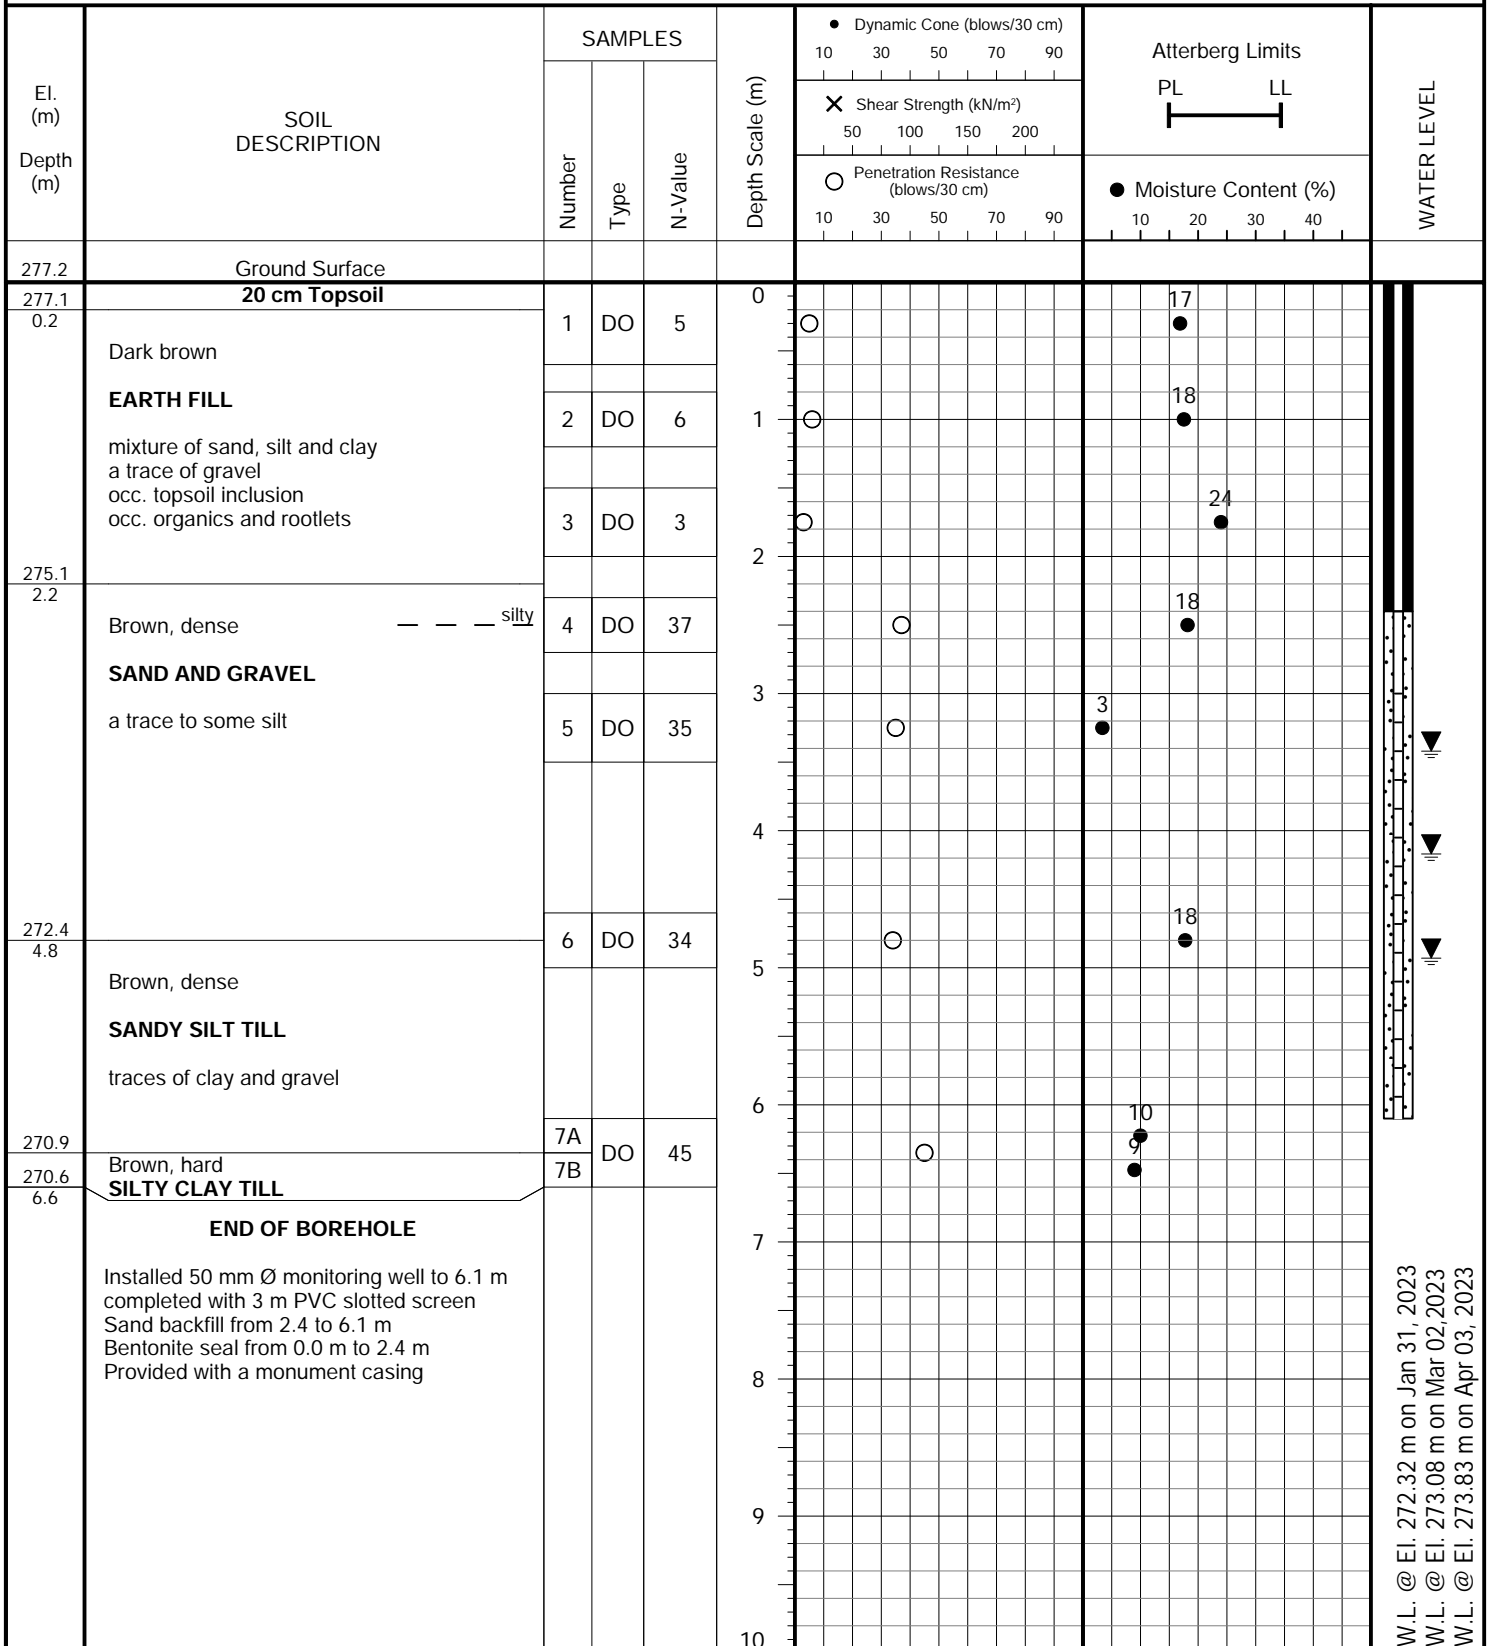 El.
(m)
Depth
(m)
SOIL
DESCRIPTION
SAMPLES
Number
Type
N-Value
Depth Scale (m)
Dynamic Cone (blows/30 cm)
10 30 50 70 90
Shear Strength (kN/m²)
50 100 150 200
Penetration Resistance
(blows/30 cm)
10 30 50 70 90
Atterberg Limits
PL LL
Moisture Content (%)
10 20 30 40
WATER LEVEL
277.2 Ground Surface
277.1 20 cm Topsoil
0.2
0
1 DO 5
17
Dark brown
EARTH FILL
18
2 DO 6
1
mixture of sand, silt and clay
a trace of gravel
occ. topsoil inclusion
occ. organics and rootlets
24
3 DO 3
2
275.1
2.2
18
Brown, dense
silty
4 DO 37
SAND AND GRAVEL
3
3
a trace to some silt
5 DO 35
4
18
272.4
4.8
6 DO 34
5
Brown, dense
SANDY SILT TILL
traces of clay and gravel
6
10
7A
DO 45
9
270.9
7B
Brown, hard
270.6
SILTY CLAY TILL
6.6
END OF BOREHOLE
7
Installed 50 mm Ø monitoring well to 6.1 m
completed with 3 m PVC slotted screen
Sand backfill from 2.4 to 6.1 m
Bentonite seal from 0.0 m to 2.4 m
Provided with a monument casing
8
9
10
W.L. @ El. 272.32 m on Jan 31, 2023
W.L. @ El. 273.08 m on Mar 02,2023
W.L. @ El. 273.83 m on Apr 03, 2023